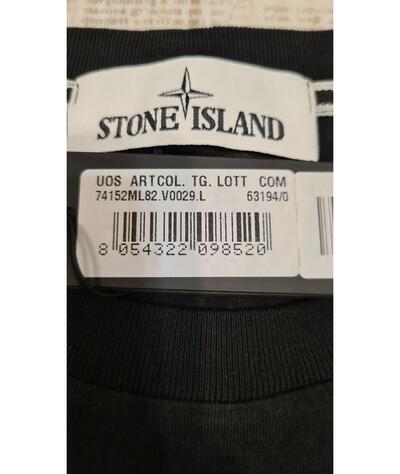 STONE ISLAND
UOS ARTCOL. TG. LOTT COM
74152ML82.V0029.L 63194/0
8 054322 098520